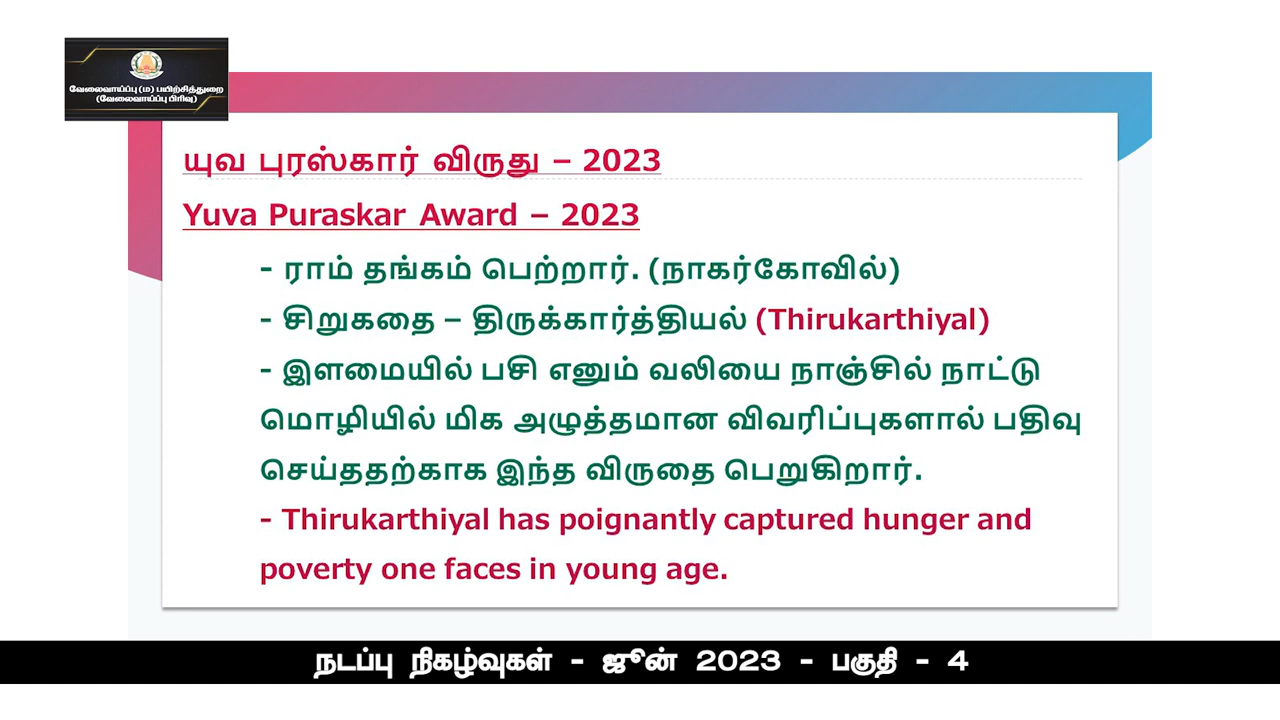 வேலைவாய்ப்பு (ம) பயிற்சித்துறை
(வேலைவாய்ப்பு பிரிவு)
யுவ புரஸ்கார் விருது – 2023
Yuva Puraskar Award – 2023
- ராம் தங்கம் பெற்றார். (நாகர்கோவில்)
- சிறுகதை – திருக்கார்த்தியல் (Thirukarthiyal)
- இளமையில் பசி எனும் வலியை நாஞ்சில் நாட்டு
மொழியில் மிக அழுத்தமான விவரிப்புகளால் பதிவு
செய்ததற்காக இந்த விருதை பெறுகிறார்.
- Thirukarthiyal has poignantly captured hunger and
poverty one faces in young age.
நடப்பு நிகழ்வுகள் - ஜூன் 2023 - பகுதி - 4